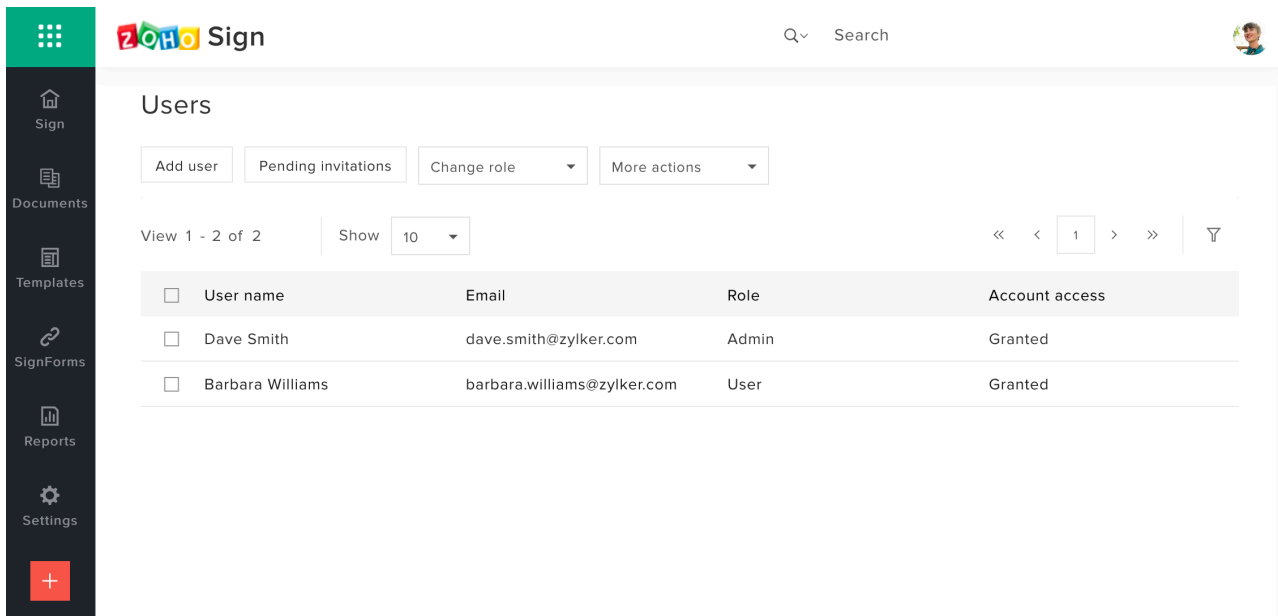 ZOHO Sign
Search
Sign
Documents
Templates
SignForms
Reports
Settings
Users
Add user Pending invitations Change role More actions
View 1 - 2 of 2 Show 10 1
User name Email Role Account access
Dave Smith dave.smith@zylker.com Admin Granted
Barbara Williams barbara.williams@zylker.com User Granted